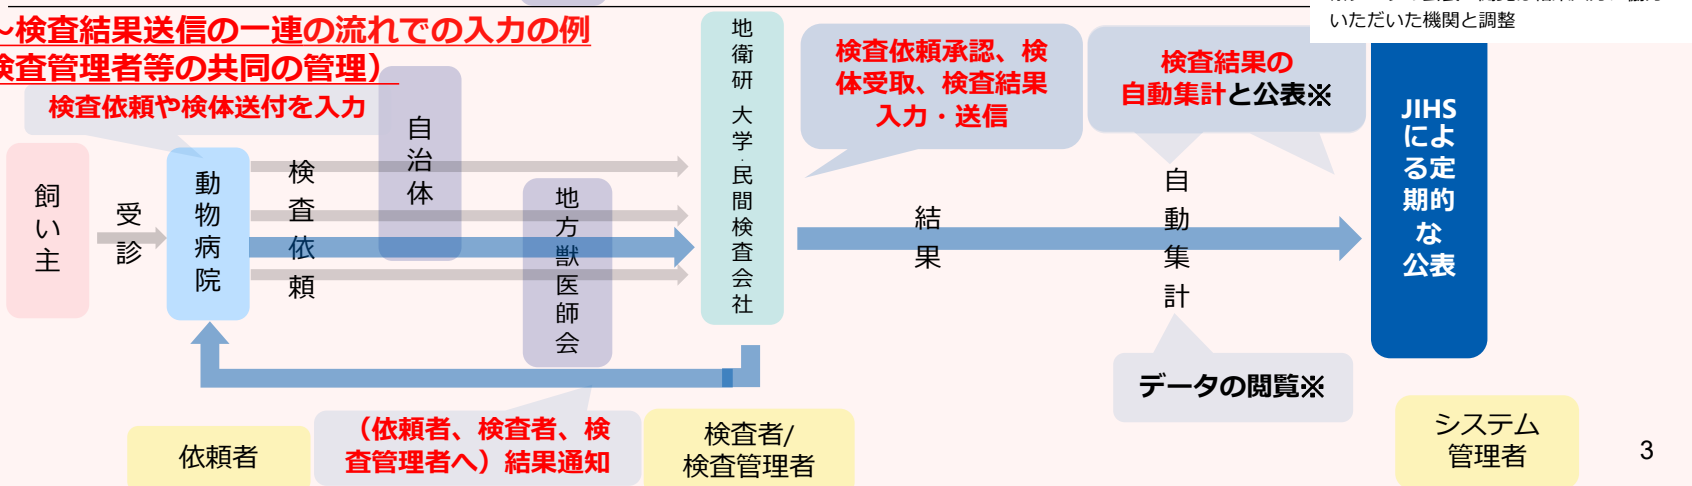 いただいた機関と調整
~検査結果送信の一連の流れでの入力の例
検査管理者等の共同の管理）
検査依頼や検体送付を入力
飼い主
受診
動物病院
検査依頼
自治体
地方獣医師会
地衛研 大学・民間検査会社
検査依頼承認、検
体受取、検査結果
入力・送信
結果
検査結果の
自動集計と公表※
自動集計
データの閲覧※
JIHS
によ
る定
期的
な
公表
（依頼者、検査者、検
査管理者へ）結果通知
依頼者
検査者/
検査管理者
システム
管理者
3